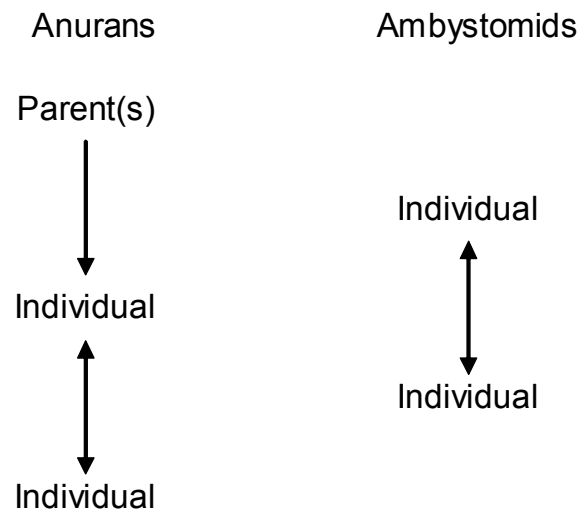 Anurans
Ambystomids
Parent(s)
Individual
Individual
Individual
Individual